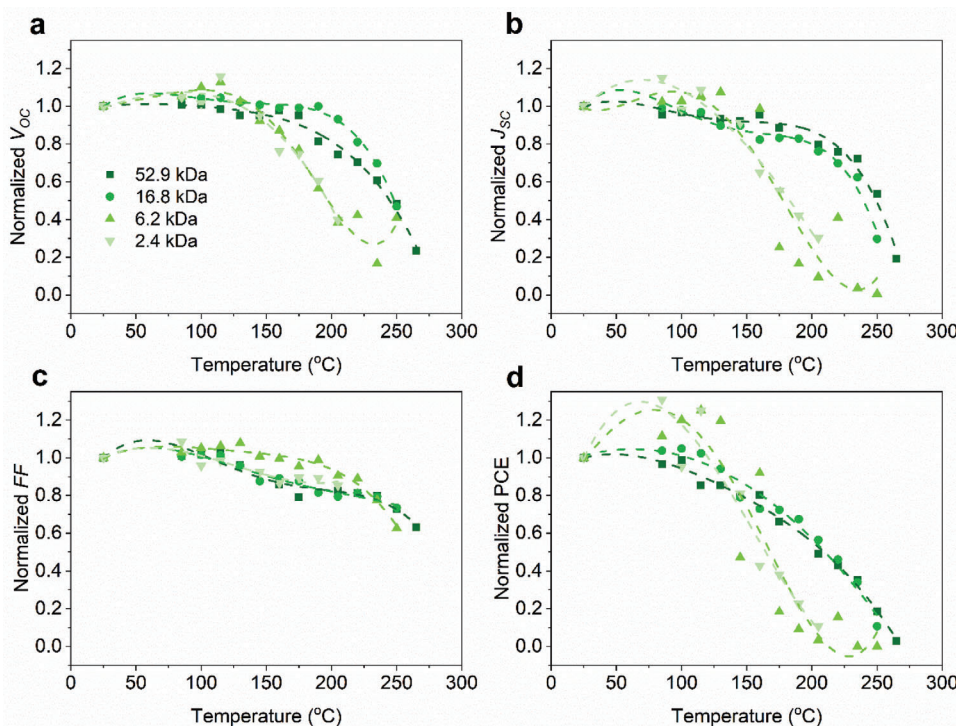 a
1.2
1.0
0.8
0.6
0.4
0.2
0.0
Normalized VOC
52.9 kDa
16.8 kDa
6.2 kDa
2.4 kDa
0 50 100 150 200 250 300
Temperature (oC)
b
1.2
1.0
0.8
0.6
0.4
0.2
0.0
Normalized JSC
0 50 100 150 200 250 300
Temperature (oC)
c
1.2
1.0
0.8
0.6
0.4
0.2
0.0
Normalized FF
0 50 100 150 200 250 300
Temperature (oC)
d
1.2
1.0
0.8
0.6
0.4
0.2
0.0
Normalized PCE
0 50 100 150 200 250 300
Temperature (oC)